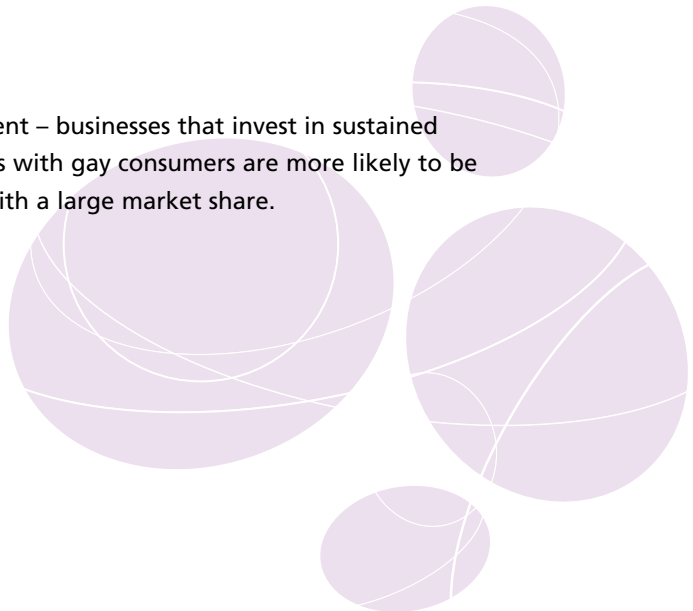 ent – businesses that invest in sustained
s with gay consumers are more likely to be
ith a large market share.